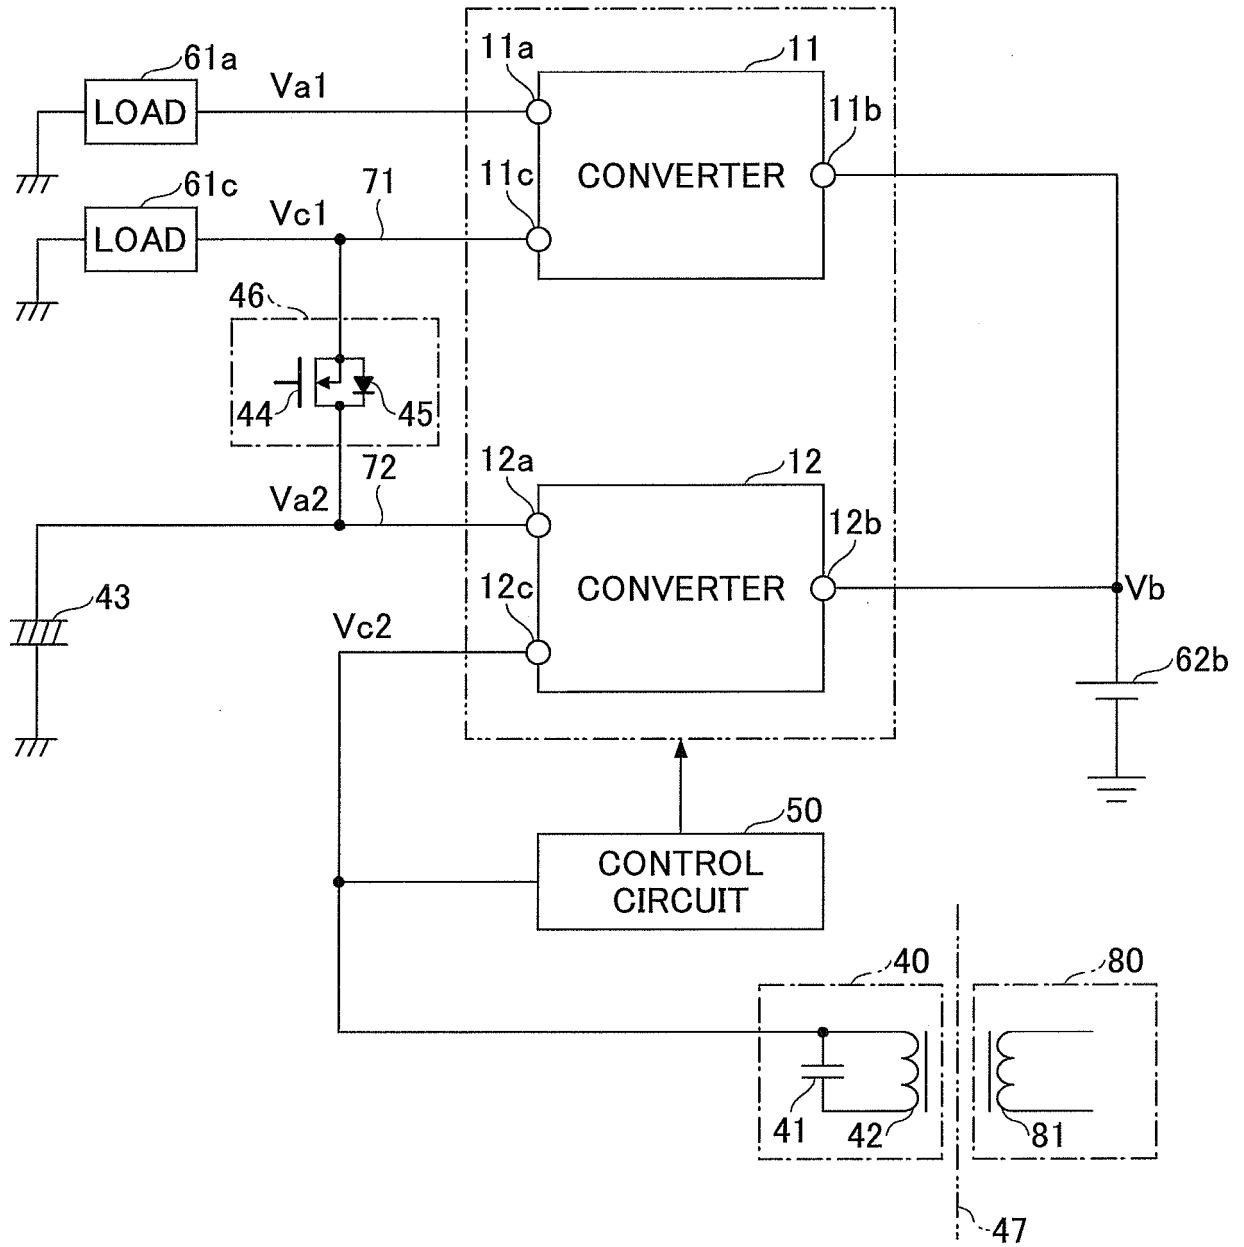 61a
11a
11
LOAD
Va1
11b
CONVERTER
61c
11c
71
LOAD
Vc1
46
44
45
72
12a
12
Va2
12b
43
12c
CONVERTER
Vb
Vc2
62b
50
CONTROL
CIRCUIT
40
80
41
42
81
47